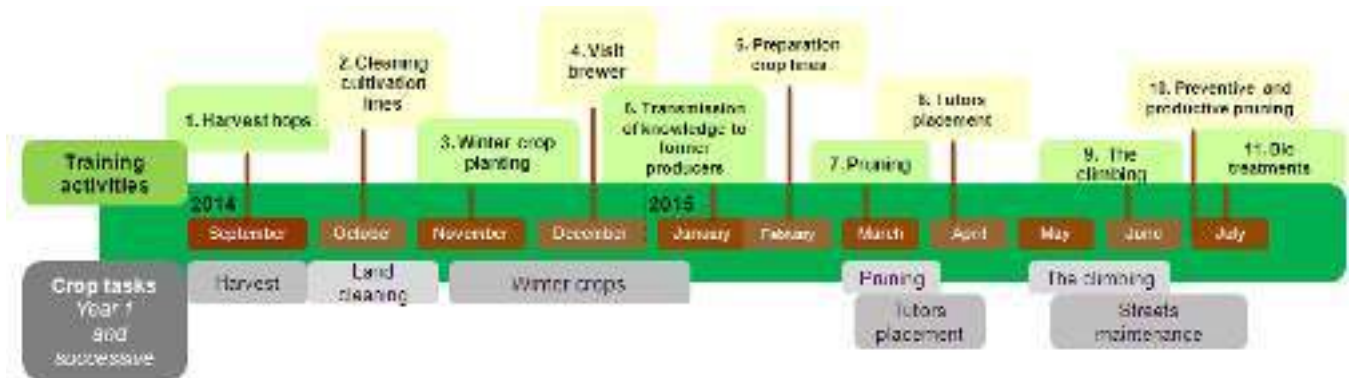 1. Harvest hops
2. Cleaning
cultivation
lines
3. Winter crop
planting
4. Visit
brewer
6. Transmission
of knowledge to
former
producers
5. Preparation
crop lines
7. Pruning
8. Tutors
placement
9. The
climbing
10. Preventive and
productive pruning
11. Bio
treatments
Training
activities
2014
2015
September
October
November
December
January
February
March
April
May
June
July
Crop tasks
Year 1
and
successive
Harvest
Land
cleaning
Winter crops
Pruning
Tutors
placement
The climbing
Streets
maintenance